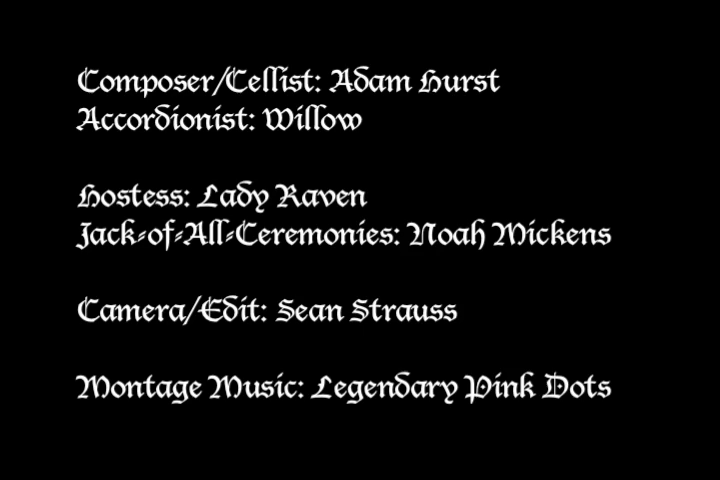 Composer/Cellist: Adam Hurst
Accordionist: Willow
Hostess: Lady Raven
Jack-of-All-Ceremonies: Noah Mickens
Camera/Edit: Sean Strauss
Montage Music: Legendary Pink Dots